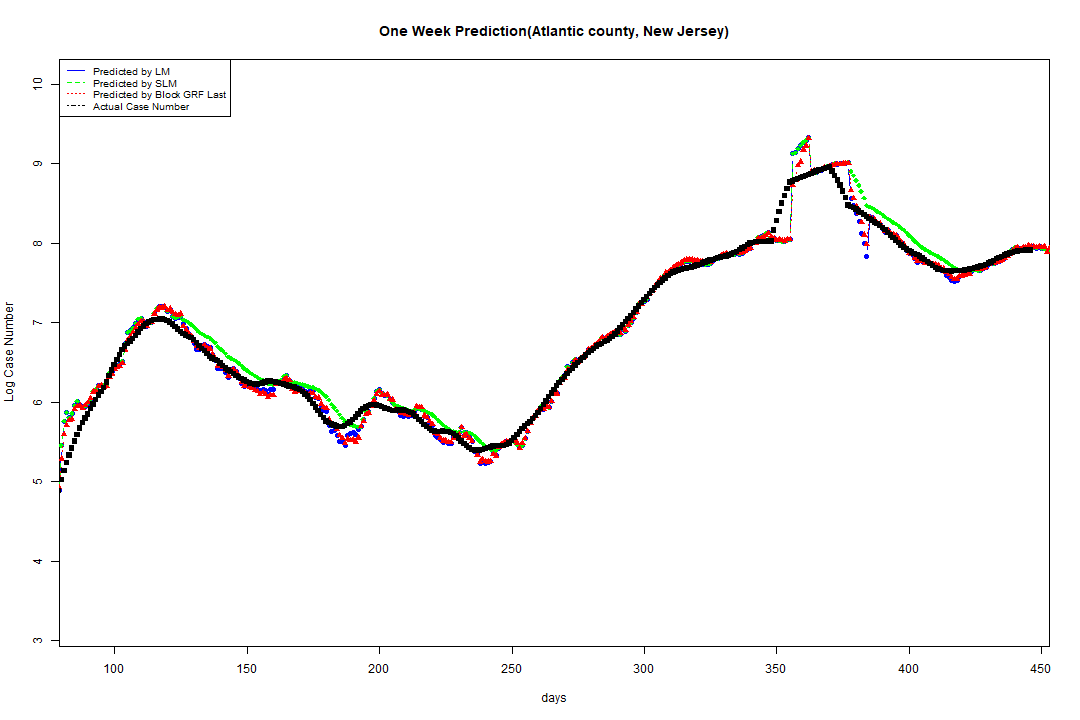 One Week Prediction(Atlantic county, New Jersey)
Predicted by LM
Predicted by SLM
Predicted by Block GRF Last
Actual Case Number
10
9
8
7
6
5
4
3
Log Case Number
100 150 200 250 300 350 400 450
days